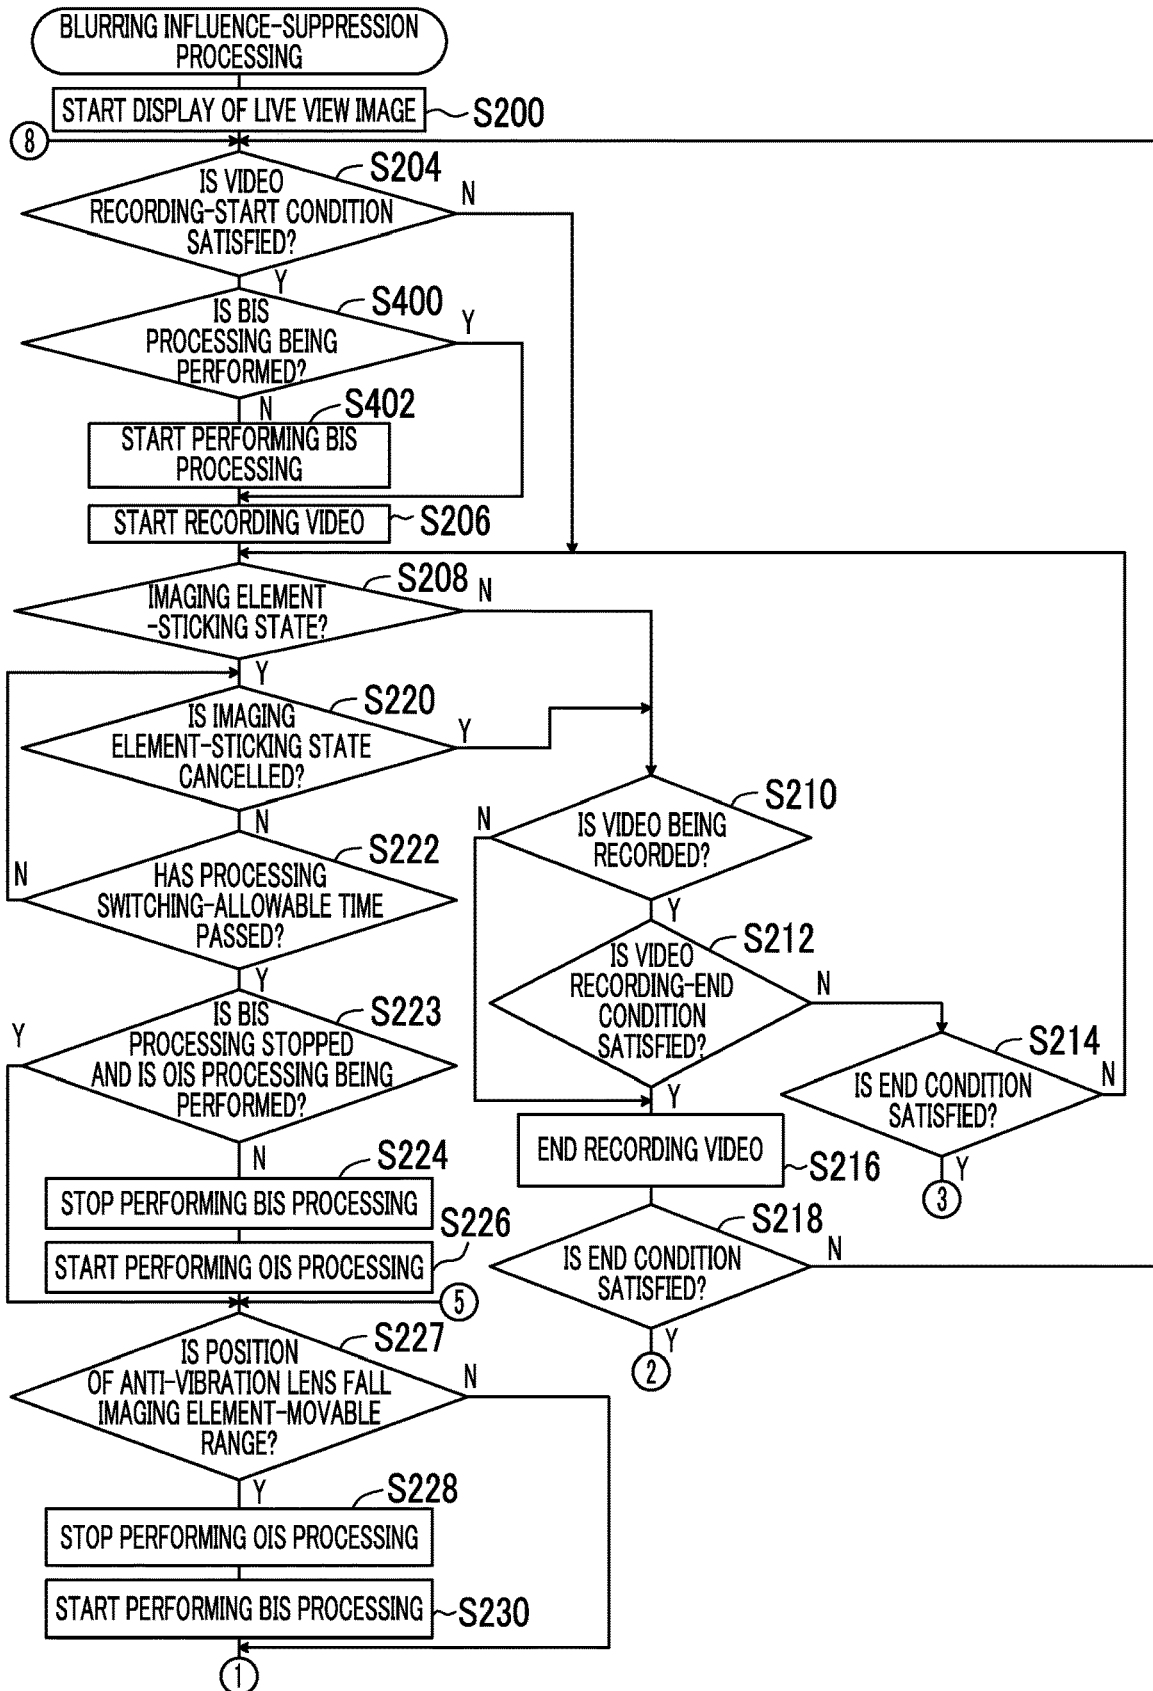 BLURRING INFLUENCE-SUPPRESSION
PROCESSING
START DISPLAY OF LIVE VIEW IMAGE
S200
8
S204
IS VIDEO
RECORDING-START CONDITION
SATISFIED?
N
Y
S400
IS BIS
PROCESSING BEING
PERFORMED?
Y
N
S402
START PERFORMING BIS
PROCESSING
START RECORDING VIDEO
S206
S208
IMAGING ELEMENT
-STICKING STATE?
N
Y
S220
IS IMAGING
ELEMENT-STICKING STATE
CANCELLED?
Y
N
S222
HAS PROCESSING
SWITCHING-ALLOWABLE TIME
PASSED?
N
Y
S223
IS BIS
PROCESSING STOPPED
AND IS OIS PROCESSING BEING
PERFORMED?
Y
N
S224
STOP PERFORMING BIS PROCESSING
S226
START PERFORMING OIS PROCESSING
5
S227
IS POSITION
OF ANTI-VIBRATION LENS FALL
IMAGING ELEMENT-MOVABLE
RANGE?
N
Y
S228
STOP PERFORMING OIS PROCESSING
START PERFORMING BIS PROCESSING
S230
1
S210
IS VIDEO BEING
RECORDED?
N
Y
S212
IS VIDEO
RECORDING-END
CONDITION
SATISFIED?
N
Y
S214
IS END CONDITION
SATISFIED?
N
Y
3
END RECORDING VIDEO
S216
S218
IS END CONDITION
SATISFIED?
N
Y
2